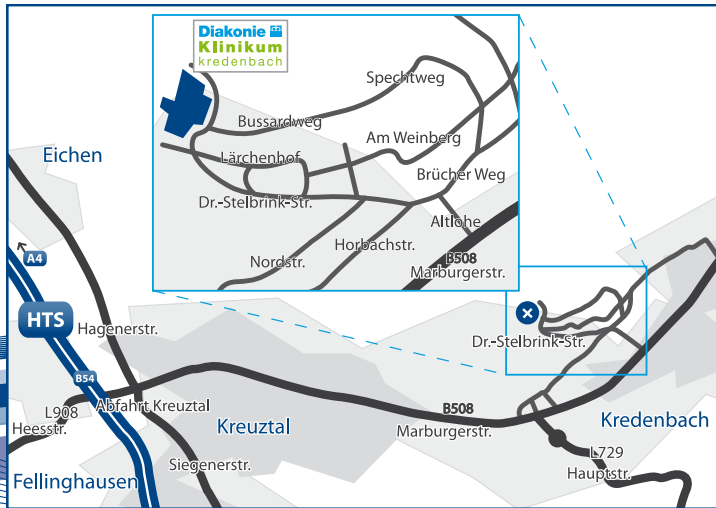 Diakonie
Klinikum
kredenbach
Spechtweg
Bussardweg
Am Weinberg
Lärchenhof
Brücher Weg
Dr.-Stelbrink-Str.
Altlohe
Horbachstr.
Nordstr.
B508
Marburgerstr.
Eichen
A4
HTS
Hagenerstr.
Dr.-Stelbrink-Str.
B54
L908
Abfahrt Kreuztal
Heesstr.
Kreuztal
B508
Marburgerstr.
Kredenbach
L729
Hauptstr.
Siegenerstr.
Fellinghausen